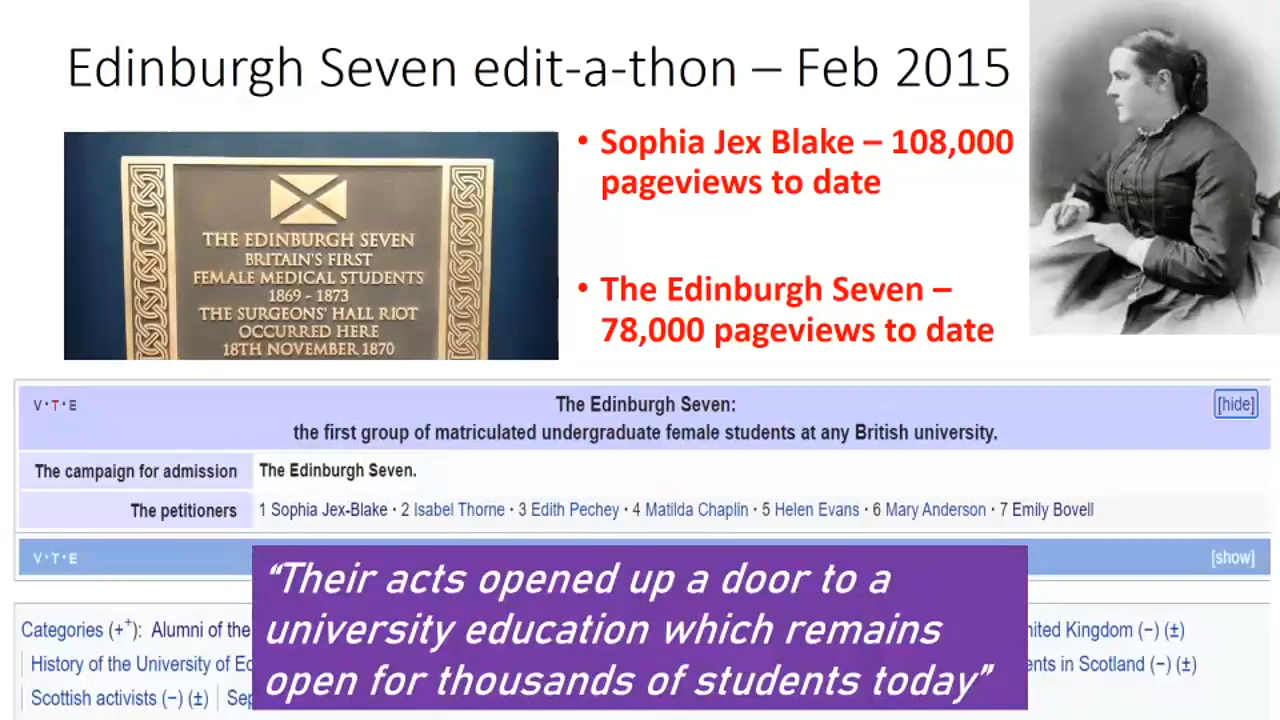 Edinburgh Seven edit-a-thon – Feb 2015
THE EDINBURGH SEVEN
BRITAIN'S FIRST
FEMALE MEDICAL STUDENTS
1869 - 1873
THE SURGEONS' HALL RIOT
OCCURRED HERE
18TH NOVEMBER 1870
• Sophia Jex Blake – 108,000
pageviews to date
• The Edinburgh Seven –
78,000 pageviews to date
V·T·E
The Edinburgh Seven:
[hide]
the first group of matriculated undergraduate female students at any British university.
The campaign for admission The Edinburgh Seven.
The petitioners 1 Sophia Jex-Blake · 2 Isabel Thorne · 3 Edith Pechey · 4 Matilda Chaplin · 5 Helen Evans · 6 Mary Anderson · 7 Emily Bovell
V·T·E
[show]
"Their acts opened up a door to a
university education which remains
open for thousands of students today"
Categories (+⁺): Alumni of the
Kingdom (−) (±)
History of the University of
in Scotland (−) (±)
Scottish activists (−) (±)